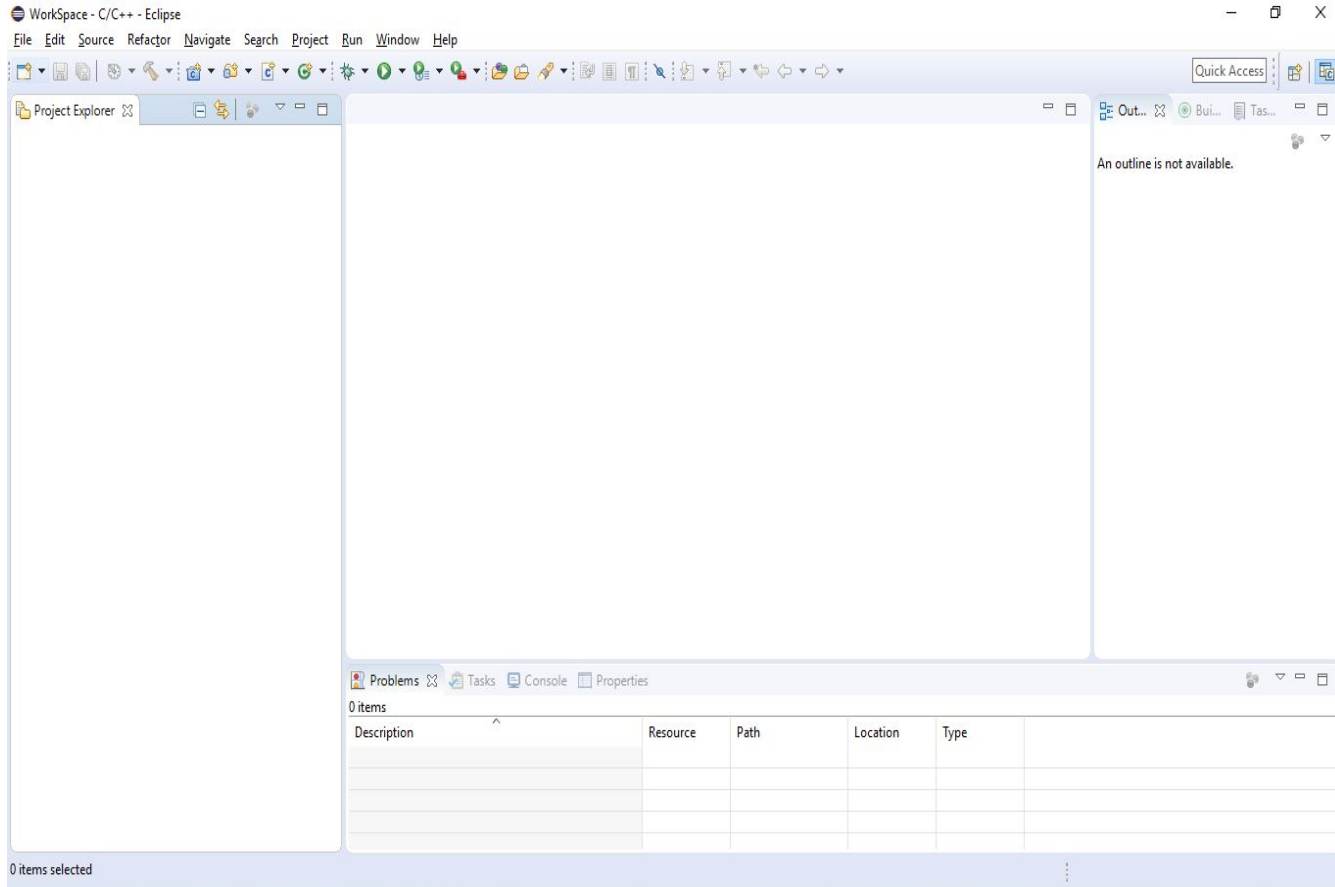 WorkSpace - C/C++ - Eclipse
File Edit Source Refactor Navigate Search Project Run Window Help
Quick Access
Project Explorer
Out... Bui... Tas...
An outline is not available.
Problems Tasks Console Properties
0 items
Description Resource Path Location Type
0 items selected